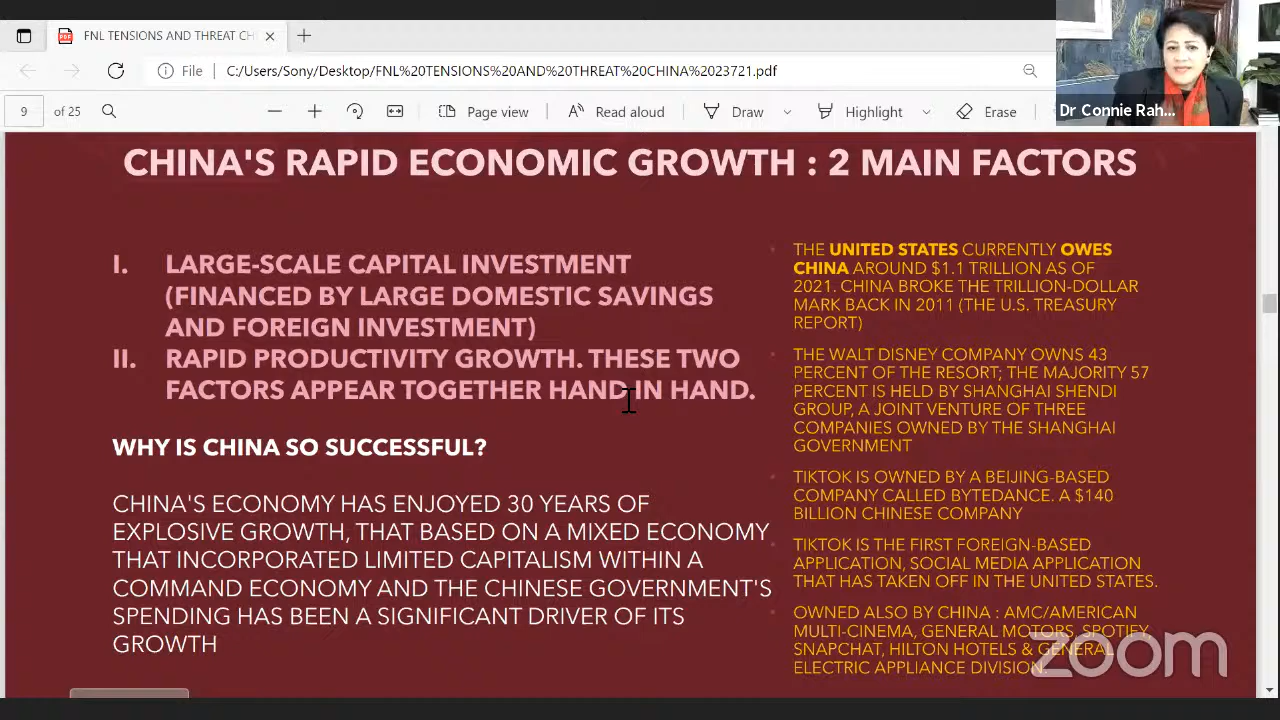 FNL TENSIONS AND THREAT CH
File
C:/Users/Sony/Desktop/FNL%20TENSIONS%20AND%20THREAT%20CHINA%2023721.pdf
9 of 25
Page view
Read aloud
Draw
Highlight
Erase
Dr Connie Rah...
CHINA'S RAPID ECONOMIC GROWTH : 2 MAIN FACTORS
I. LARGE-SCALE CAPITAL INVESTMENT
(FINANCED BY LARGE DOMESTIC SAVINGS
AND FOREIGN INVESTMENT)
II. RAPID PRODUCTIVITY GROWTH. THESE TWO
FACTORS APPEAR TOGETHER HAND IN HAND.
WHY IS CHINA SO SUCCESSFUL?
CHINA'S ECONOMY HAS ENJOYED 30 YEARS OF
EXPLOSIVE GROWTH, THAT BASED ON A MIXED ECONOMY
THAT INCORPORATED LIMITED CAPITALISM WITHIN A
COMMAND ECONOMY AND THE CHINESE GOVERNMENT'S
SPENDING HAS BEEN A SIGNIFICANT DRIVER OF ITS
GROWTH
THE UNITED STATES CURRENTLY OWES
CHINA AROUND $1.1 TRILLION AS OF
2021. CHINA BROKE THE TRILLION-DOLLAR
MARK BACK IN 2011 (THE U.S. TREASURY
REPORT)
THE WALT DISNEY COMPANY OWNS 43
PERCENT OF THE RESORT; THE MAJORITY 57
PERCENT IS HELD BY SHANGHAI SHENDI
GROUP, A JOINT VENTURE OF THREE
COMPANIES OWNED BY THE SHANGHAI
GOVERNMENT
TIKTOK IS OWNED BY A BEIJING-BASED
COMPANY CALLED BYTEDANCE. A $140
BILLION CHINESE COMPANY
TIKTOK IS THE FIRST FOREIGN-BASED
APPLICATION, SOCIAL MEDIA APPLICATION
THAT HAS TAKEN OFF IN THE UNITED STATES.
OWNED ALSO BY CHINA : AMC/AMERICAN
MULTI-CINEMA, GENERAL MOTORS, SPOTIFY,
SNAPCHAT, HILTON HOTELS & GENERAL
ELECTRIC APPLIANCE DIVISION.
zoom